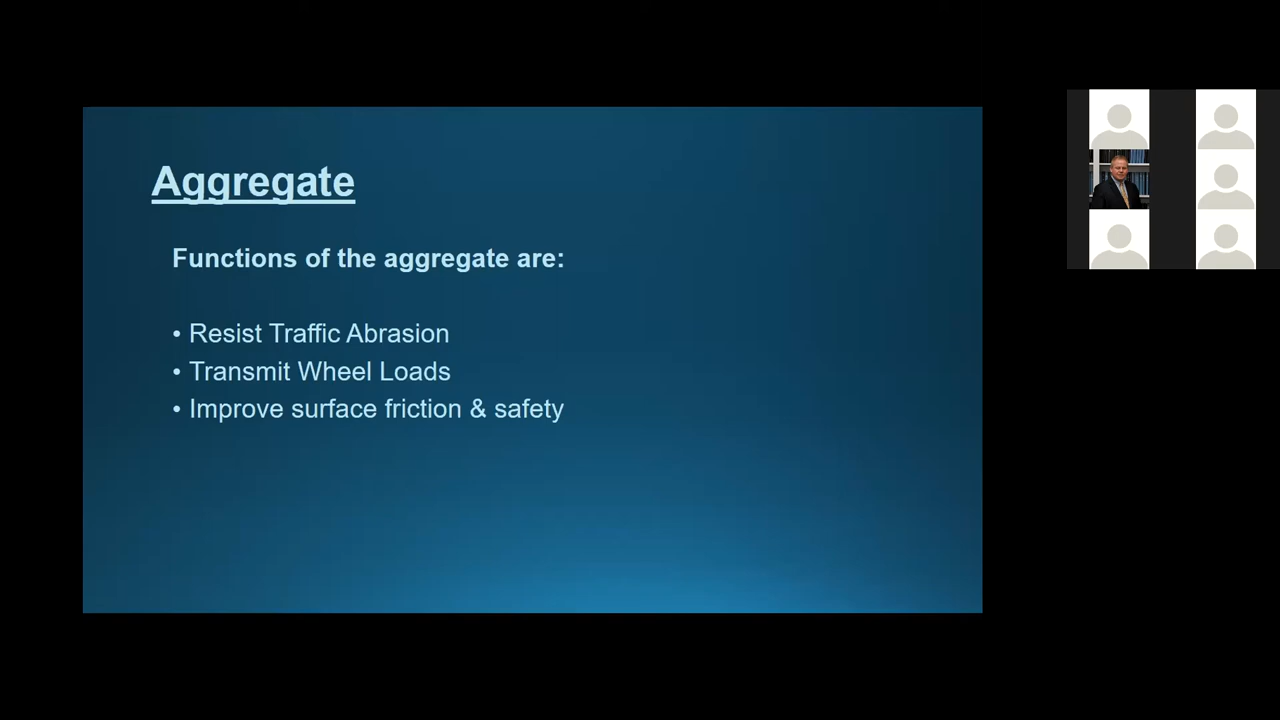 Aggregate
Functions of the aggregate are:
• Resist Traffic Abrasion
• Transmit Wheel Loads
• Improve surface friction & safety